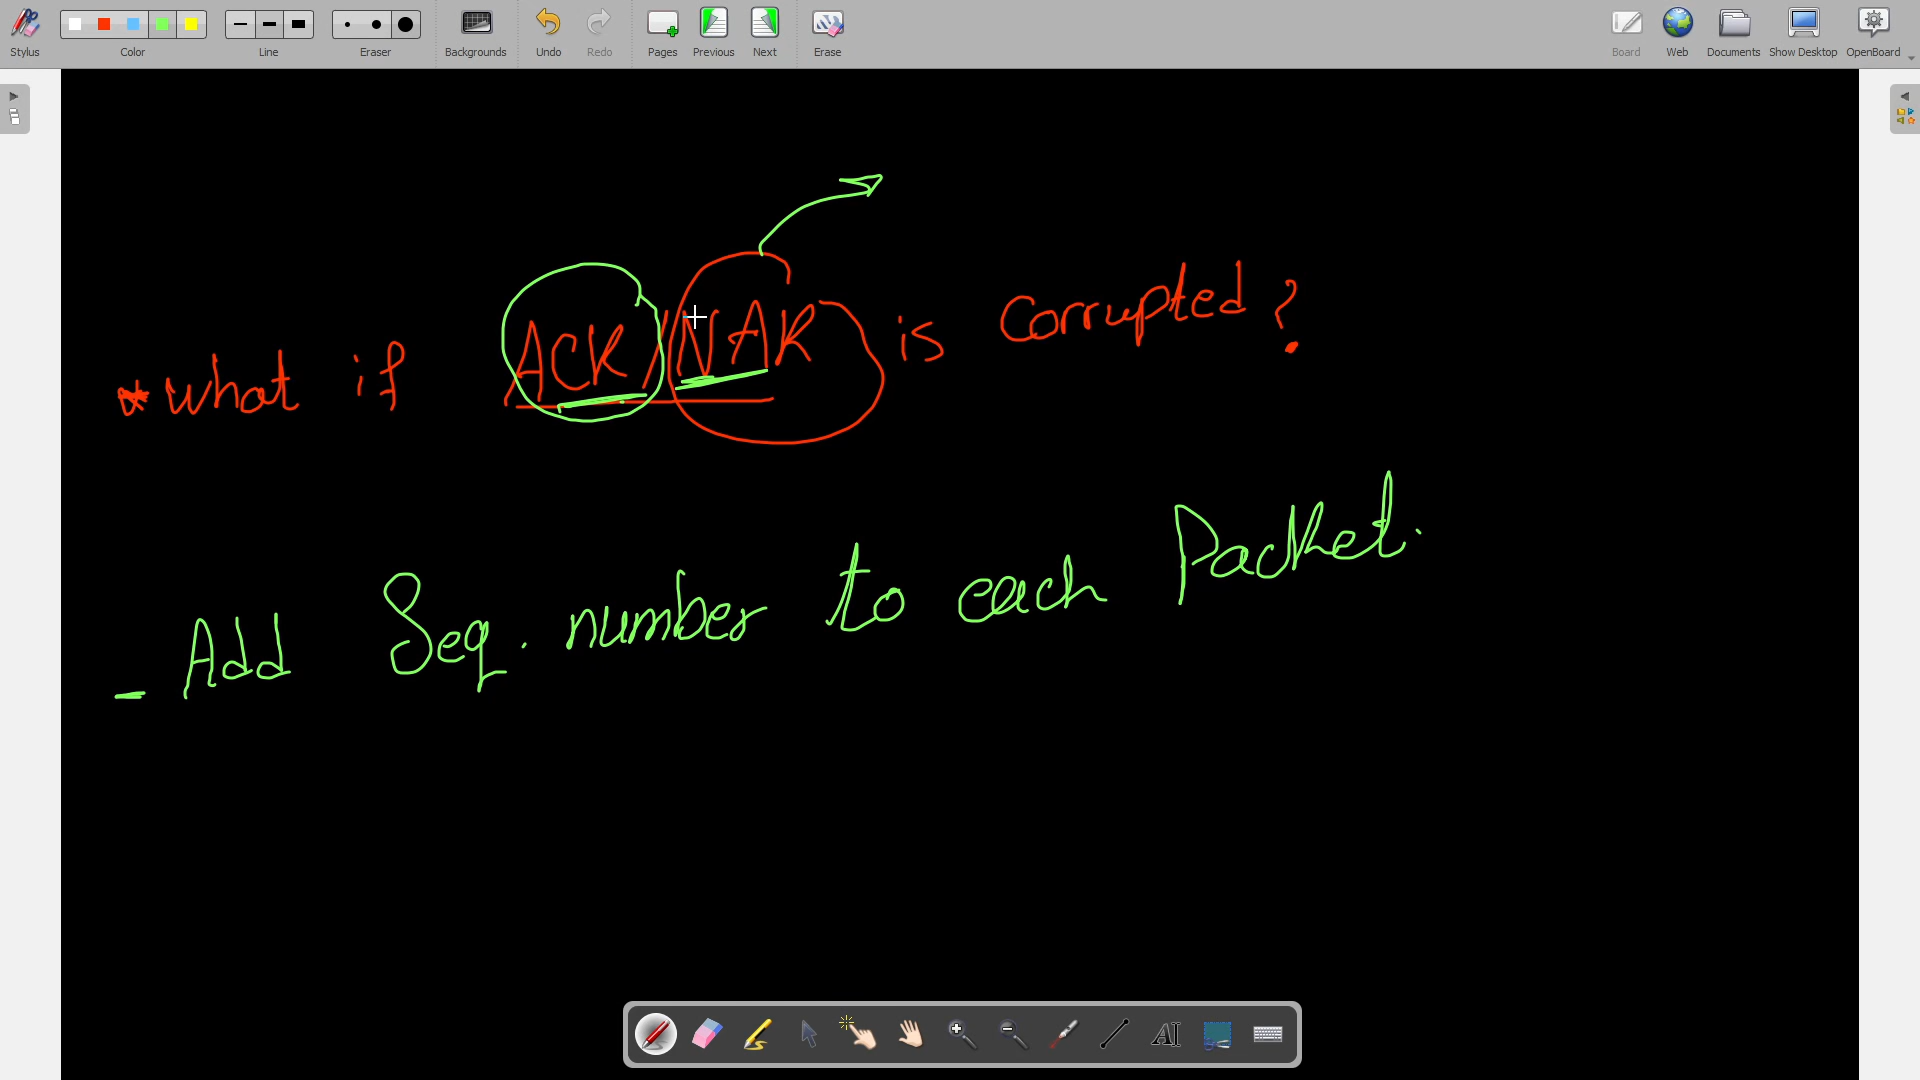 Stylus Color Line Eraser Backgrounds Undo Redo Pages Previous Next Erase Board Web Documents Show Desktop OpenBoard
*what if ACK/NAK is corrupted?
- Add Seq. number to each Packet.
AI